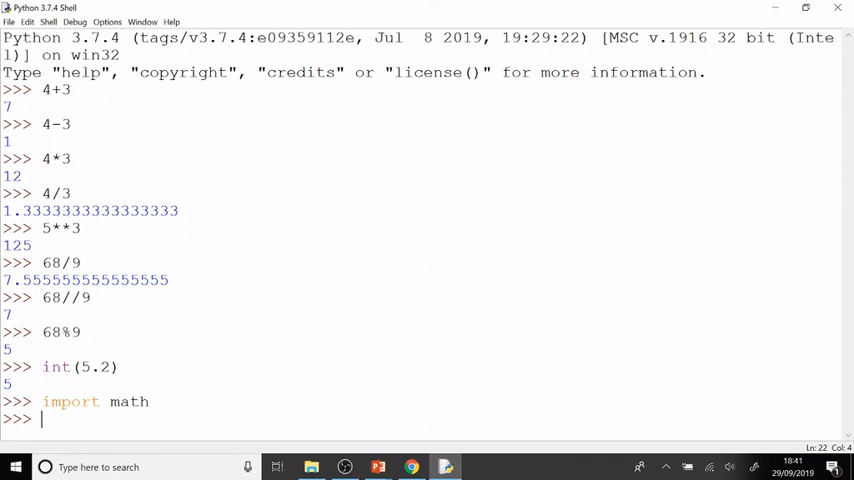 Python 3.7.4 Shell
File Edit Shell Debug Options Window Help
Python 3.7.4 (tags/v3.7.4:e09359112e, Jul  8 2019, 19:29:22) [MSC v.1916 32 bit (Inte
l)] on win32
Type "help", "copyright", "credits" or "license()" for more information.
>>> 4+3
7
>>> 4-3
1
>>> 4*3
12
>>> 4/3
1.3333333333333333
>>> 5**3
125
>>> 68/9
7.555555555555555
>>> 68//9
7
>>> 68%9
5
>>> int(5.2)
5
>>> import math
>>>
Ln: 22 Col: 4
Type here to search
18:41
29/09/2019